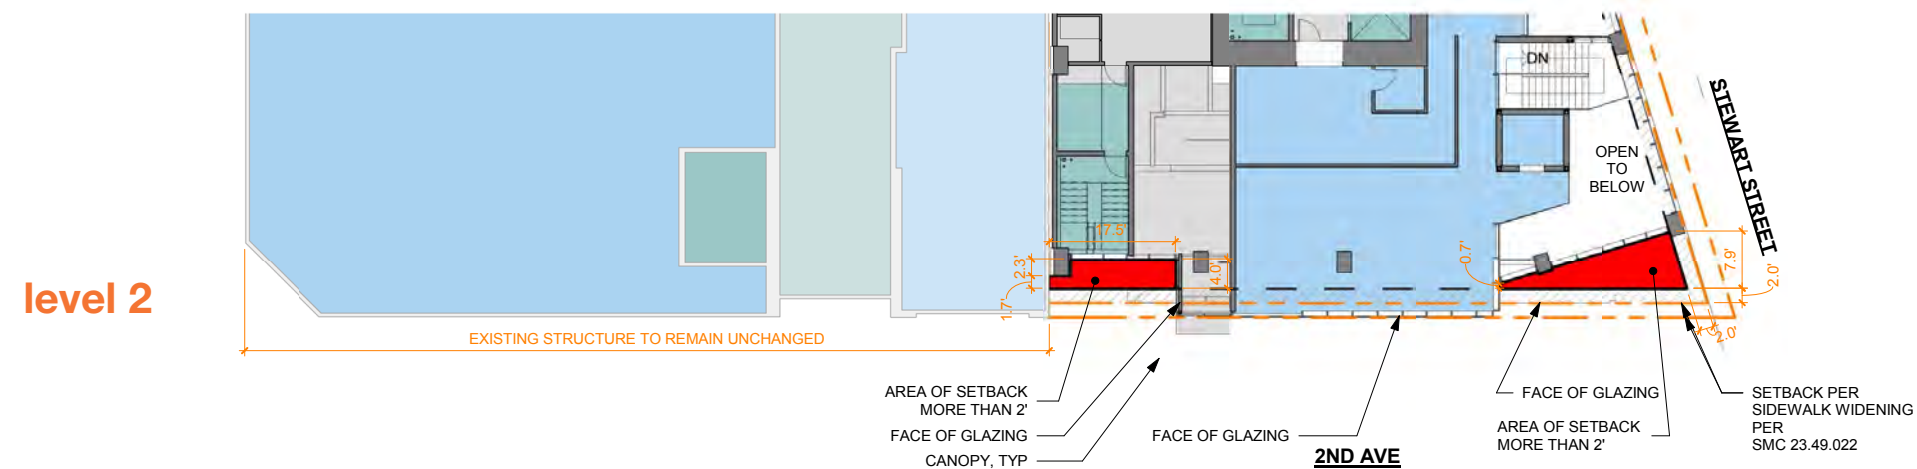 DN
STEWART STREET
OPEN
TO
BELOW
17.5'
2.3'
4.0'
1.7'
0.7'
7.9'
2.0'
2.0'
level 2
EXISTING STRUCTURE TO REMAIN UNCHANGED
AREA OF SETBACK
MORE THAN 2'
FACE OF GLAZING
CANOPY, TYP
FACE OF GLAZING
2ND AVE
FACE OF GLAZING
AREA OF SETBACK
MORE THAN 2'
SETBACK PER
SIDEWALK WIDENING
PER
SMC 23.49.022